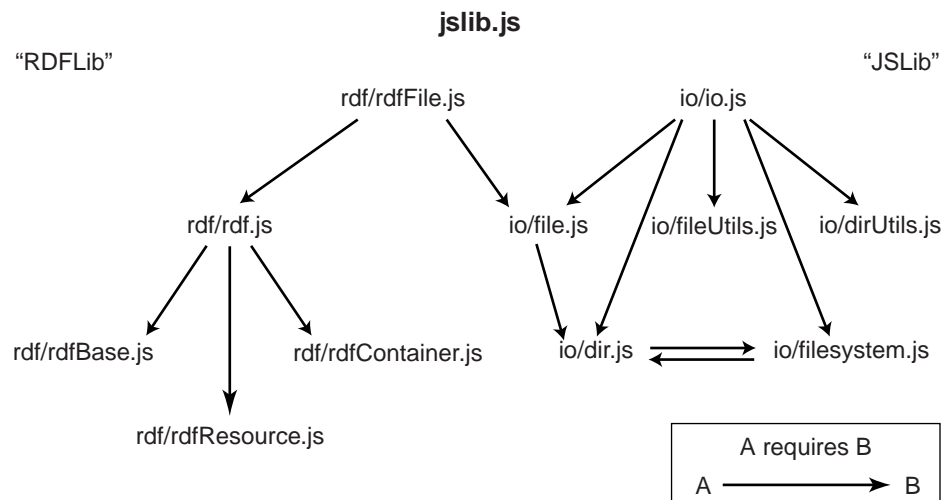 jslib.js
“RDFLib” “JSLib”
rdf/rdfFile.js io/io.js
rdf/rdf.js io/file.js io/fileUtils.js io/dirUtils.js
rdf/rdfBase.js rdf/rdfContainer.js io/dir.js io/filesystem.js
rdf/rdfResource.js
A requires B
A B